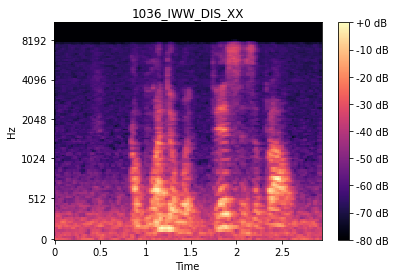 1036_IWW_DIS_XX
8192
4096
2048
1024
512
0
Hz
0
0.5
1
1.5
2
2.5
Time
+0 dB
-10 dB
-20 dB
-30 dB
-40 dB
-50 dB
-60 dB
-70 dB
-80 dB